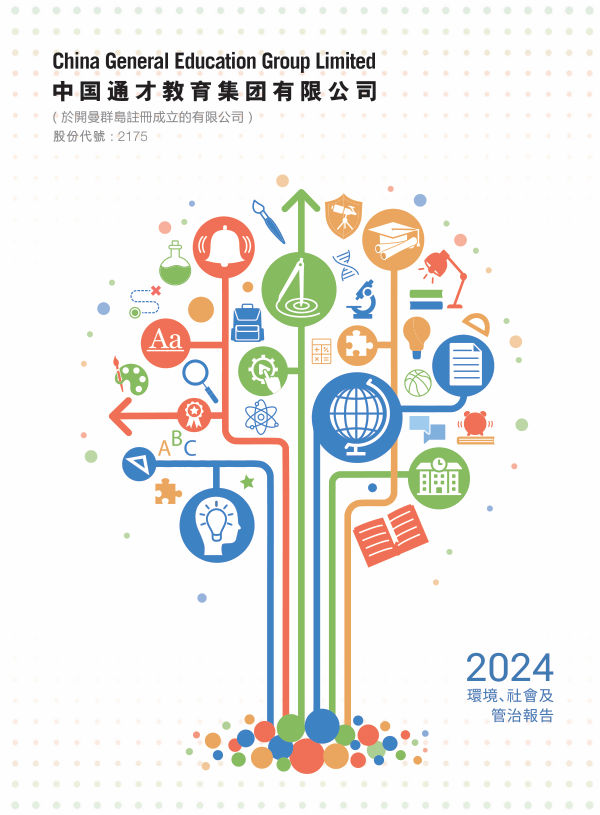 China General Education Group Limited
中国通才教育集团有限公司
(於開曼群島註冊成立的有限公司)
股份代號：2175
Aa
A B C
2024
環境、社會及
管治報告